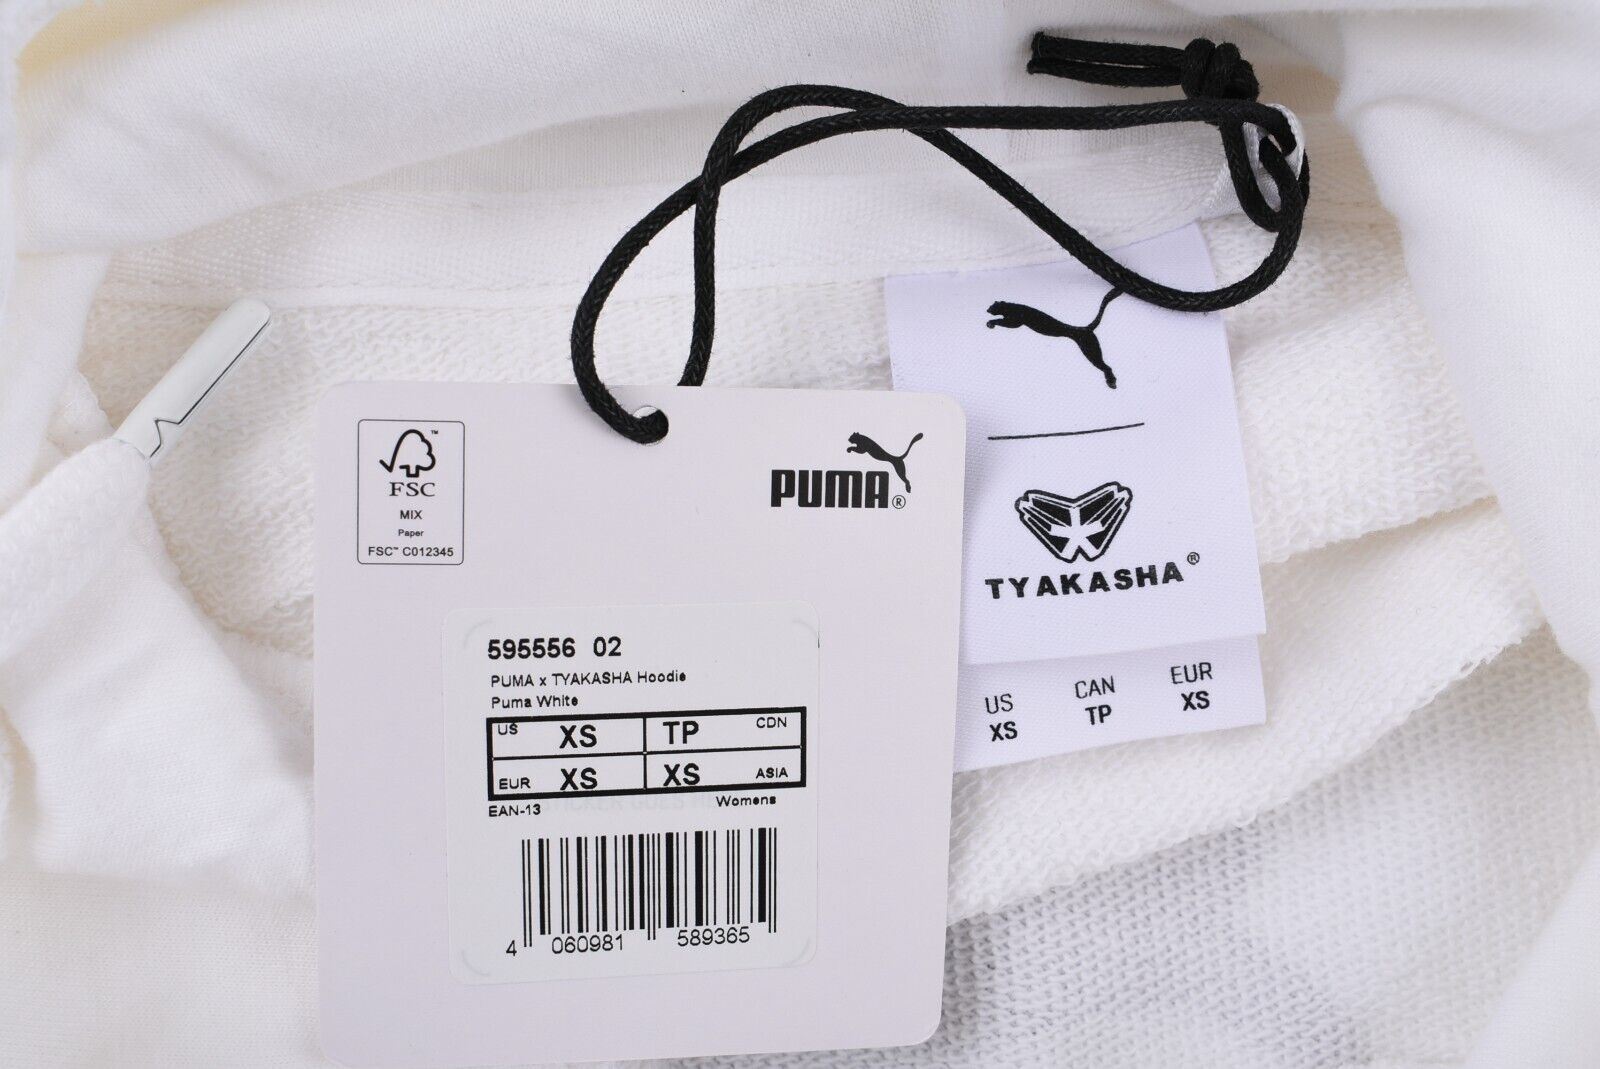 FSC™
MIX
Paper
FSC™ C012345
PUMA®
595556 02
PUMA x TYAKASHA Hoodie
Puma White
US XS TP CDN
EUR XS XS ASIA
EAN-13 Womens
4 060981 589365
TYAKASHA®
US CAN EUR
XS TP XS